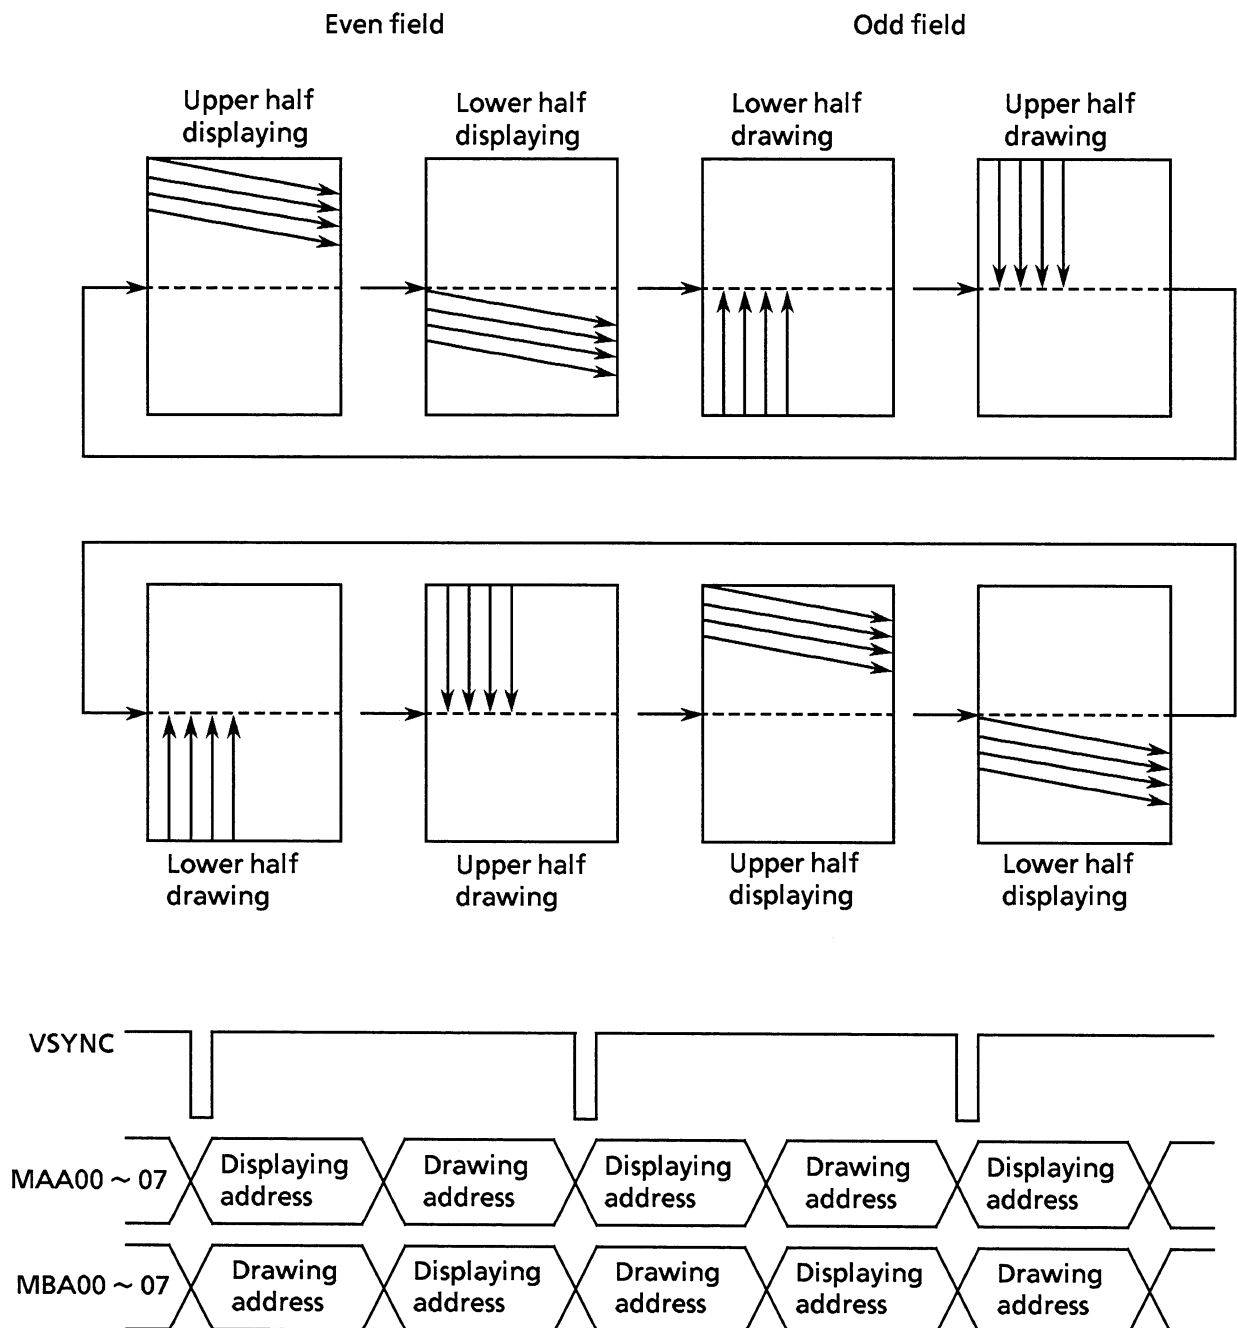 Even field
Odd field
Upper half
displaying
Lower half
displaying
Lower half
drawing
Upper half
drawing
Lower half
drawing
Upper half
drawing
Upper half
displaying
Lower half
displaying
VSYNC
MAA00 ~ 07
Displaying
address
Drawing
address
Displaying
address
Drawing
address
Displaying
address
MBA00 ~ 07
Drawing
address
Displaying
address
Drawing
address
Displaying
address
Drawing
address